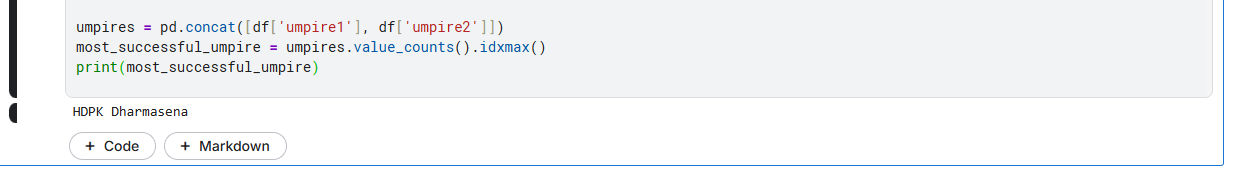 umpires = pd.concat([df['umpire1'], df['umpire2']])
most_successful_umpire = umpires.value_counts().idxmax()
print(most_successful_umpire)
HDPK Dharmasena
+ Code + Markdown